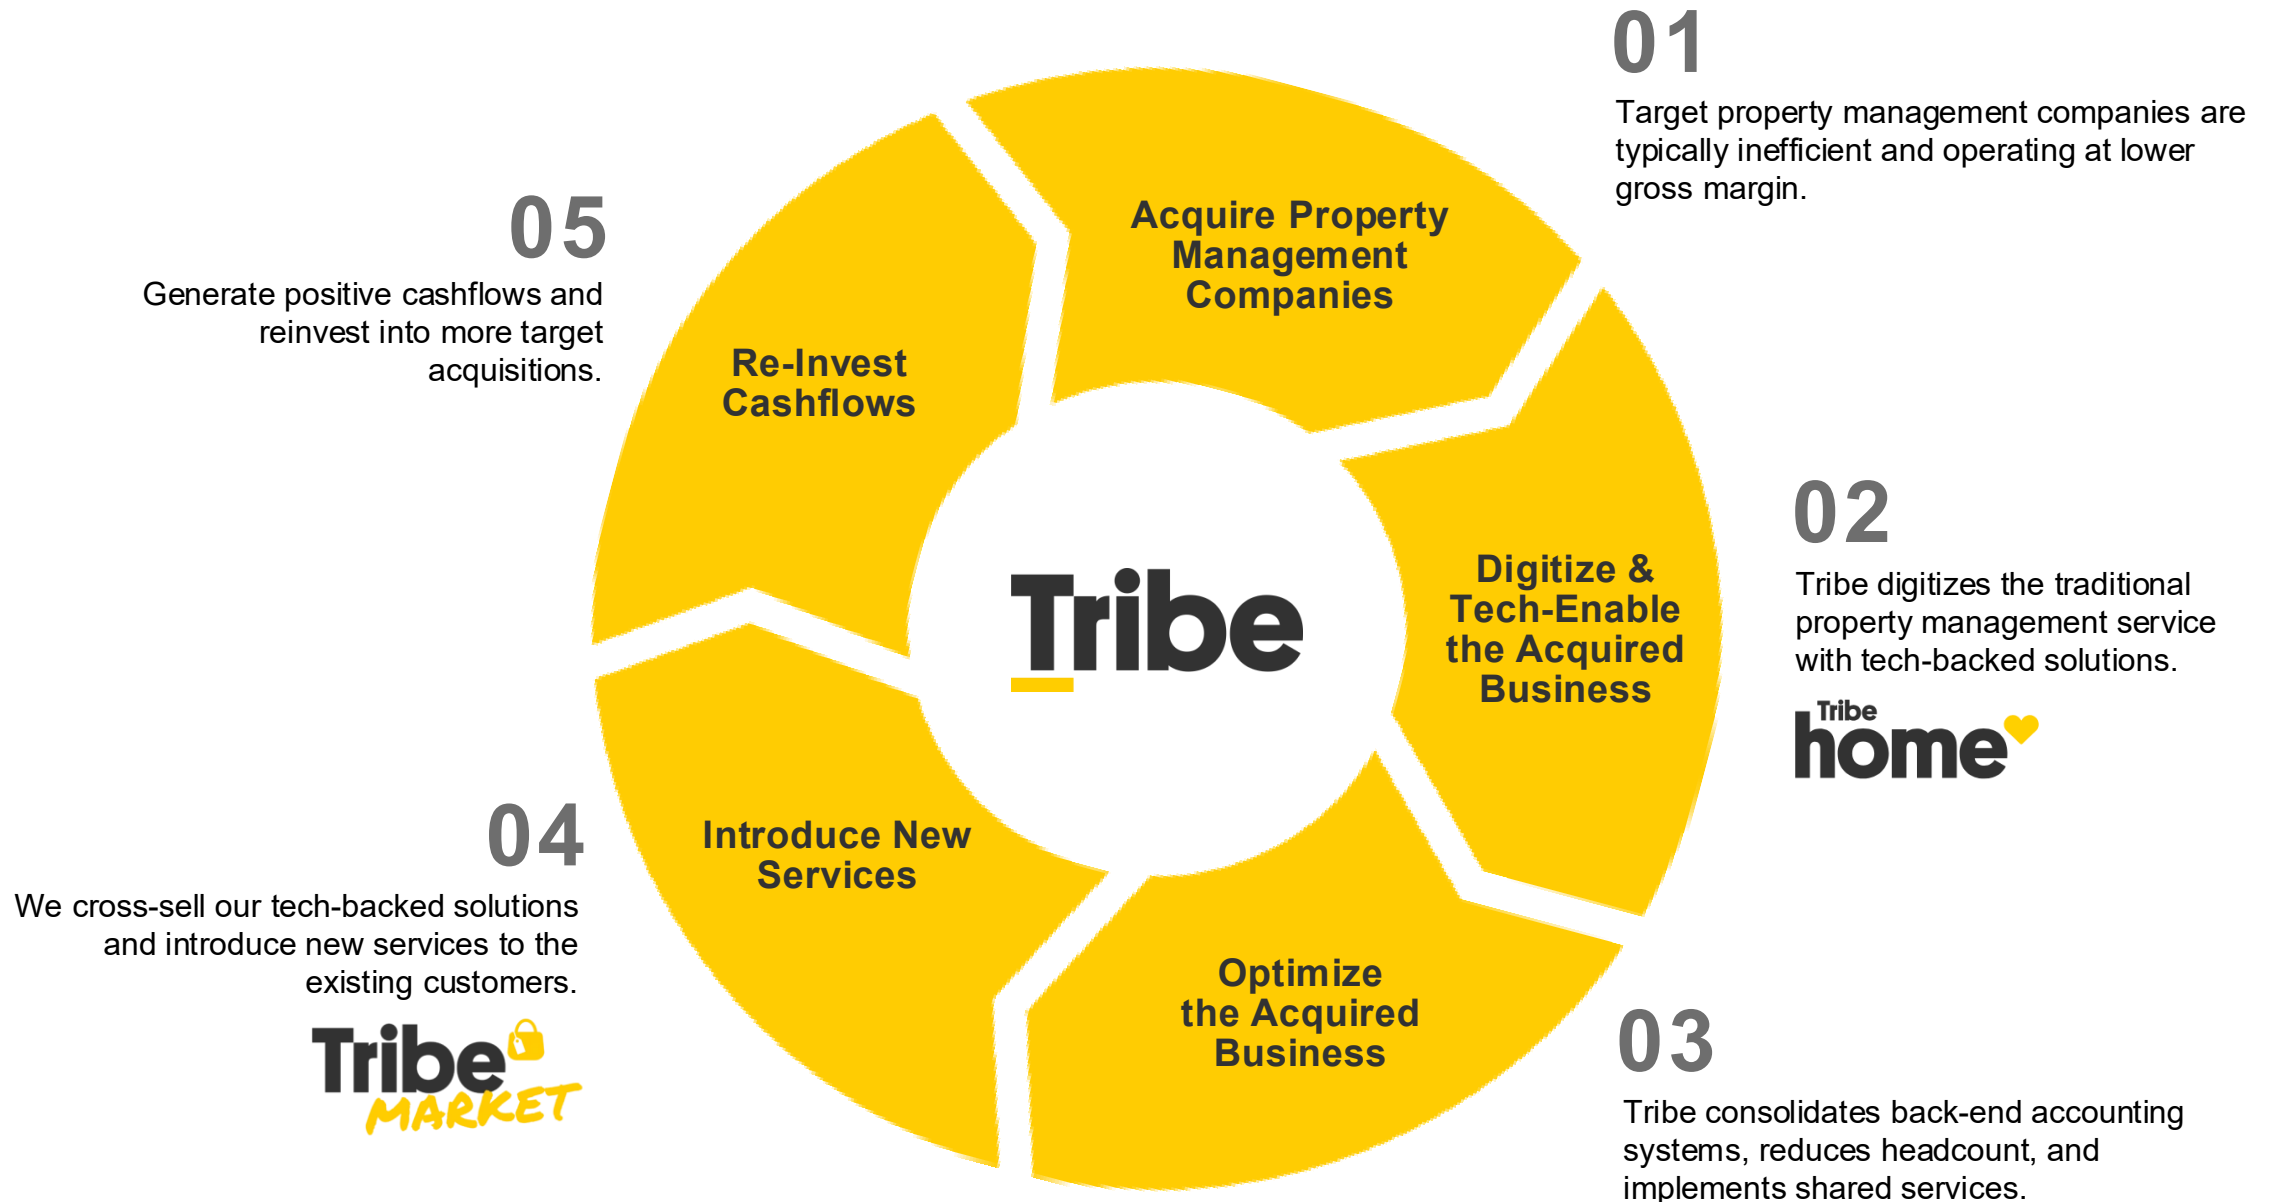 01
Target property management companies are
typically inefficient and operating at lower
gross margin.
Acquire Property
Management
Companies
02
Tribe digitizes the traditional
property management service
with tech-backed solutions.
Tribe
home
Digitize &
Tech-Enable
the Acquired
Business
03
Tribe consolidates back-end accounting
systems, reduces headcount, and
implements shared services.
Optimize
the Acquired
Business
04
We cross-sell our tech-backed solutions
and introduce new services to the
existing customers.
Tribe
MARKET
Introduce New
Services
05
Generate positive cashflows and
reinvest into more target
acquisitions.
Re-Invest
Cashflows
Tribe